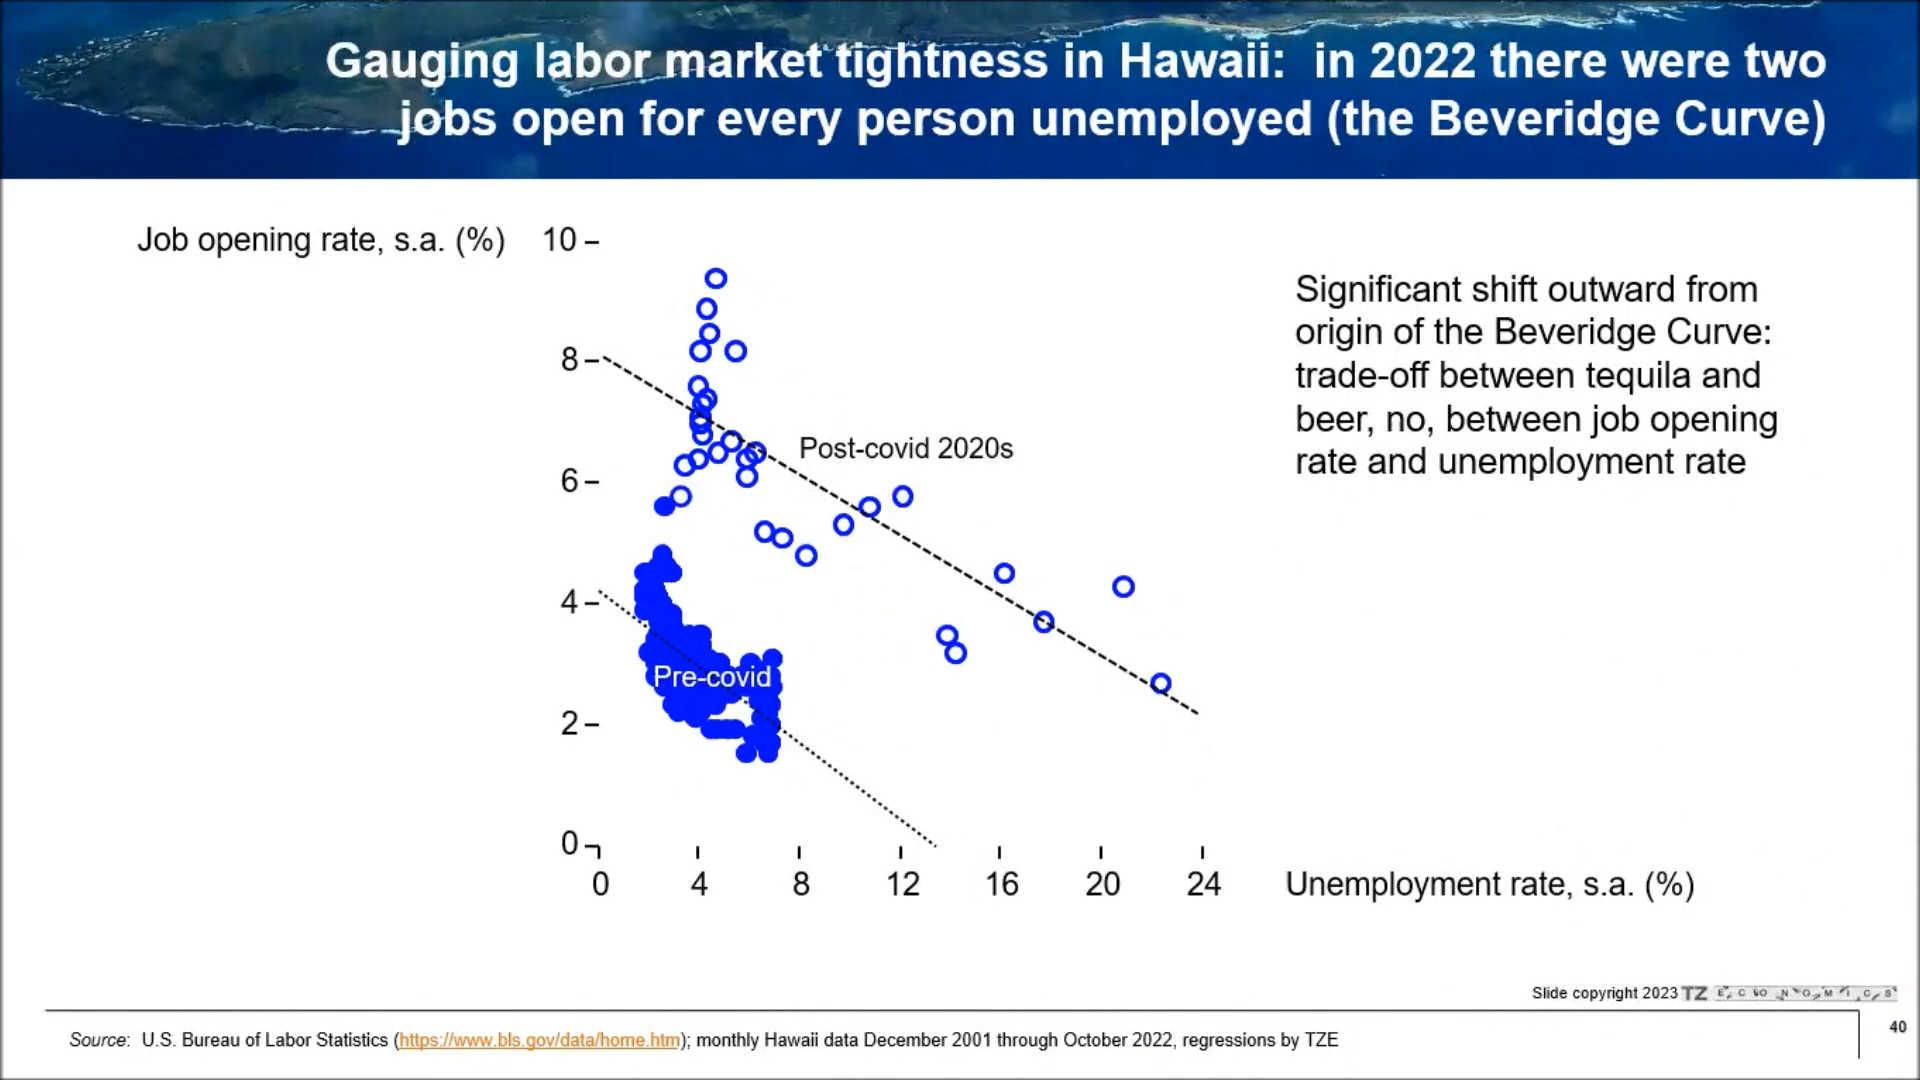 Gauging labor market tightness in Hawaii:  in 2022 there were two
jobs open for every person unemployed (the Beveridge Curve)
Job opening rate, s.a. (%)
10
8
6
4
2
0
Significant shift outward from
origin of the Beveridge Curve:
trade-off between tequila and
beer, no, between job opening
rate and unemployment rate
Post-covid 2020s
Pre-covid
0 4 8 12 16 20 24
Unemployment rate, s.a. (%)
Slide copyright 2023 TZ ECONOMICS
Source:  U.S. Bureau of Labor Statistics (https://www.bls.gov/data/home.htm); monthly Hawaii data December 2001 through October 2022, regressions by TZE
40